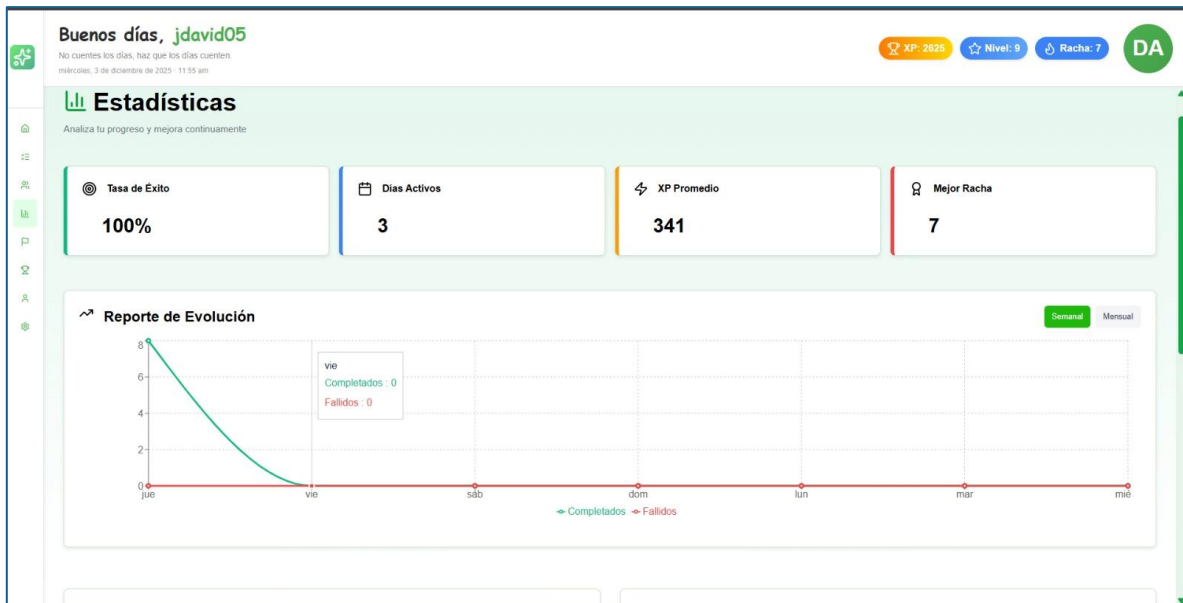 Buenos días, jdavid05
No cuentes los días, haz que los días cuenten.
miércoles, 3 de diciembre de 2025 - 11:55 am
XP: 2625
Nivel: 9
Racha: 7
DA
Estadísticas
Analiza tu progreso y mejora continuamente
Tasa de Éxito
100%
Días Activos
3
XP Promedio
341
Mejor Racha
7
Reporte de Evolución
Semanal
Mensual
8
6
4
2
0
vie
Completados : 0
Fallidos : 0
jue
vie
sáb
dom
lun
mar
mié
Completados
Fallidos